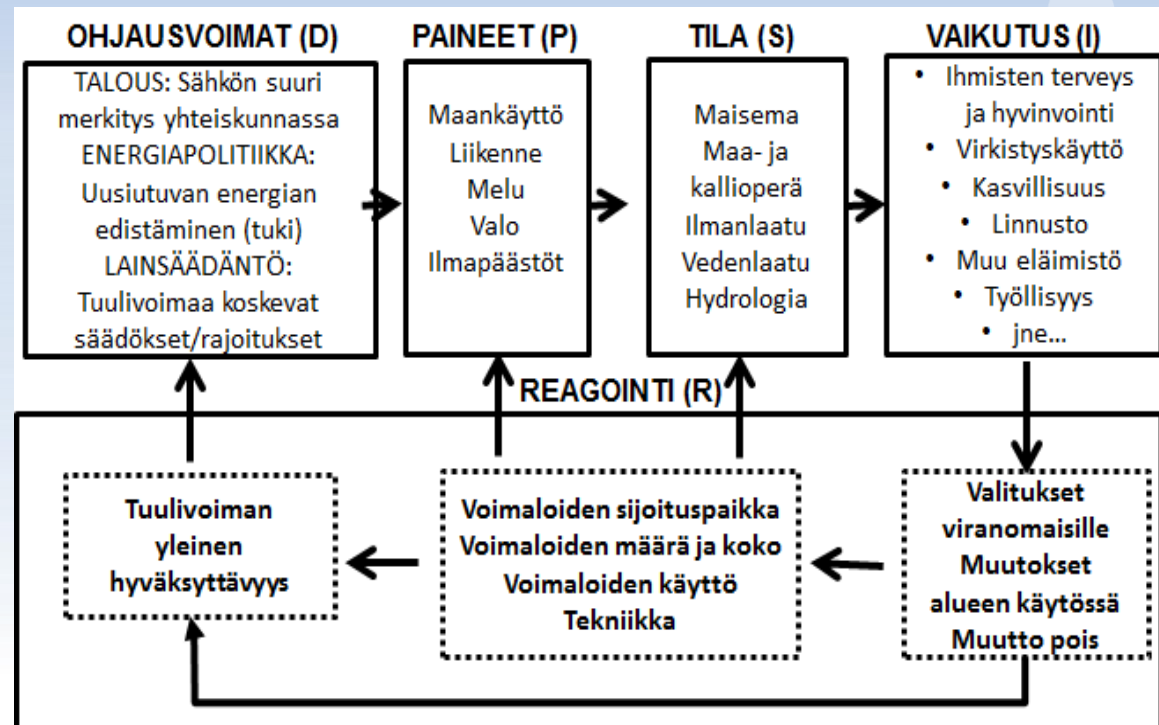 OHJAUSVOIMAT (D)
TALOUS: Sähkön suuri
merkitys yhteiskunnassa
ENERGIAPOLITIIKKA:
Uusiutuvan energian
edistäminen (tuki)
LAINSÄÄDÄNTÖ:
Tuulivoimaa koskevat
säädökset/rajoitukset
PAINEET (P)
Maankäyttö
Liikenne
Melu
Valo
Ilmapäästöt
TILA (S)
Maisema
Maa- ja
kallioperä
Ilmanlaatu
Vedenlaatu
Hydrologia
VAIKUTUS (I)
• Ihmisten terveys
ja hyvinvointi
• Virkistyskäyttö
• Kasvillisuus
• Linnusto
• Muu eläimistö
• Työllisyys
• jne...
REAGOINTI (R)
Tuulivoiman
yleinen
hyväksyttävyys
Voimaloiden sijoituspaikka
Voimaloiden määrä ja koko
Voimaloiden käyttö
Tekniikka
Valitukset
viranomaisille
Muutokset
alueen käytössä
Muutto pois